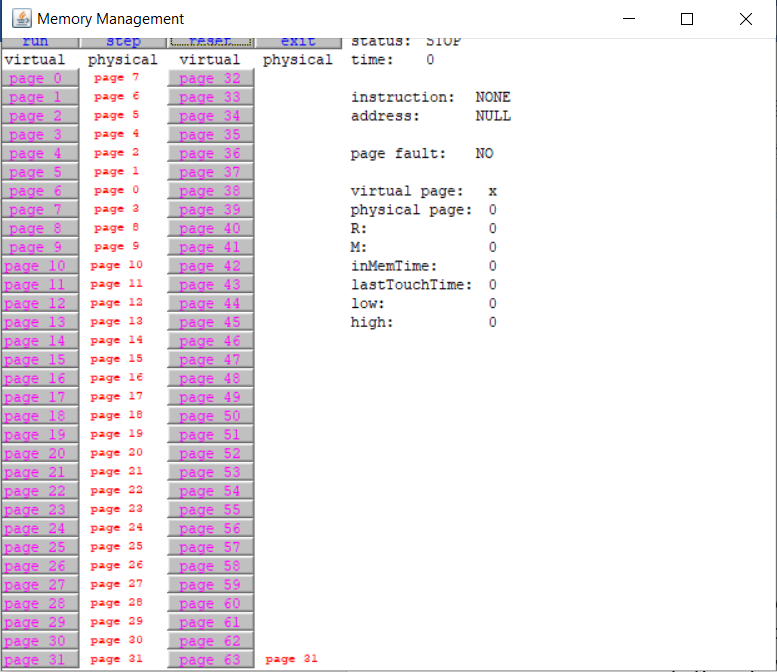 Memory Management
run step reset exit status: STOP
virtual physical virtual physical time: 0
page 0 page 7 page 32
page 1 page 6 page 33 instruction: NONE
page 2 page 5 page 34 address: NULL
page 3 page 4 page 35
page 4 page 2 page 36 page fault: NO
page 5 page 1 page 37
page 6 page 0 page 38 virtual page: x
page 7 page 3 page 39 physical page: 0
page 8 page 8 page 40 R: 0
page 9 page 9 page 41 M: 0
page 10 page 10 page 42 inMemTime: 0
page 11 page 11 page 43 lastTouchTime: 0
page 12 page 12 page 44 low: 0
page 13 page 13 page 45 high: 0
page 14 page 14 page 46
page 15 page 15 page 47
page 16 page 16 page 48
page 17 page 17 page 49
page 18 page 18 page 50
page 19 page 19 page 51
page 20 page 20 page 52
page 21 page 21 page 53
page 22 page 22 page 54
page 23 page 23 page 55
page 24 page 24 page 56
page 25 page 25 page 57
page 26 page 26 page 58
page 27 page 27 page 59
page 28 page 28 page 60
page 29 page 29 page 61
page 30 page 30 page 62
page 31 page 31 page 63 page 31